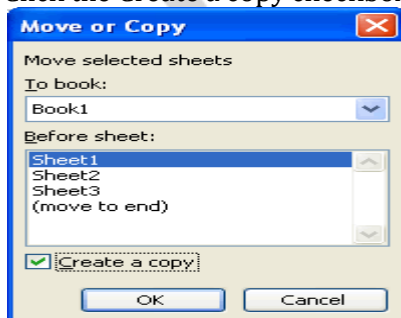 Move or Copy
Move selected sheets
To book:
Book1
Before sheet:
Sheet1
Sheet2
Sheet3
(move to end)
Create a copy
OK Cancel